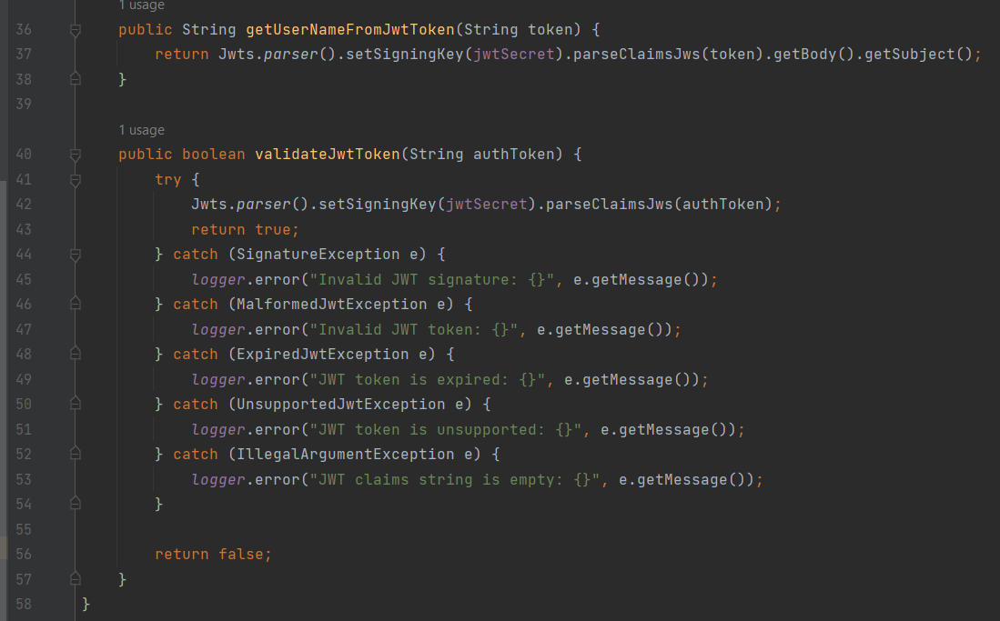 1 usage
36 public String getUserNameFromJwtToken(String token) {
37 return Jwts.parser().setSigningKey(jwtSecret).parseClaimsJws(token).getBody().getSubject();
38 }
39
1 usage
40 public boolean validateJwtToken(String authToken) {
41 try {
42 Jwts.parser().setSigningKey(jwtSecret).parseClaimsJws(authToken);
43 return true;
44 } catch (SignatureException e) {
45 logger.error("Invalid JWT signature: {}", e.getMessage());
46 } catch (MalformedJwtException e) {
47 logger.error("Invalid JWT token: {}", e.getMessage());
48 } catch (ExpiredJwtException e) {
49 logger.error("JWT token is expired: {}", e.getMessage());
50 } catch (UnsupportedJwtException e) {
51 logger.error("JWT token is unsupported: {}", e.getMessage());
52 } catch (IllegalArgumentException e) {
53 logger.error("JWT claims string is empty: {}", e.getMessage());
54 }
55
56 return false;
57 }
58 }